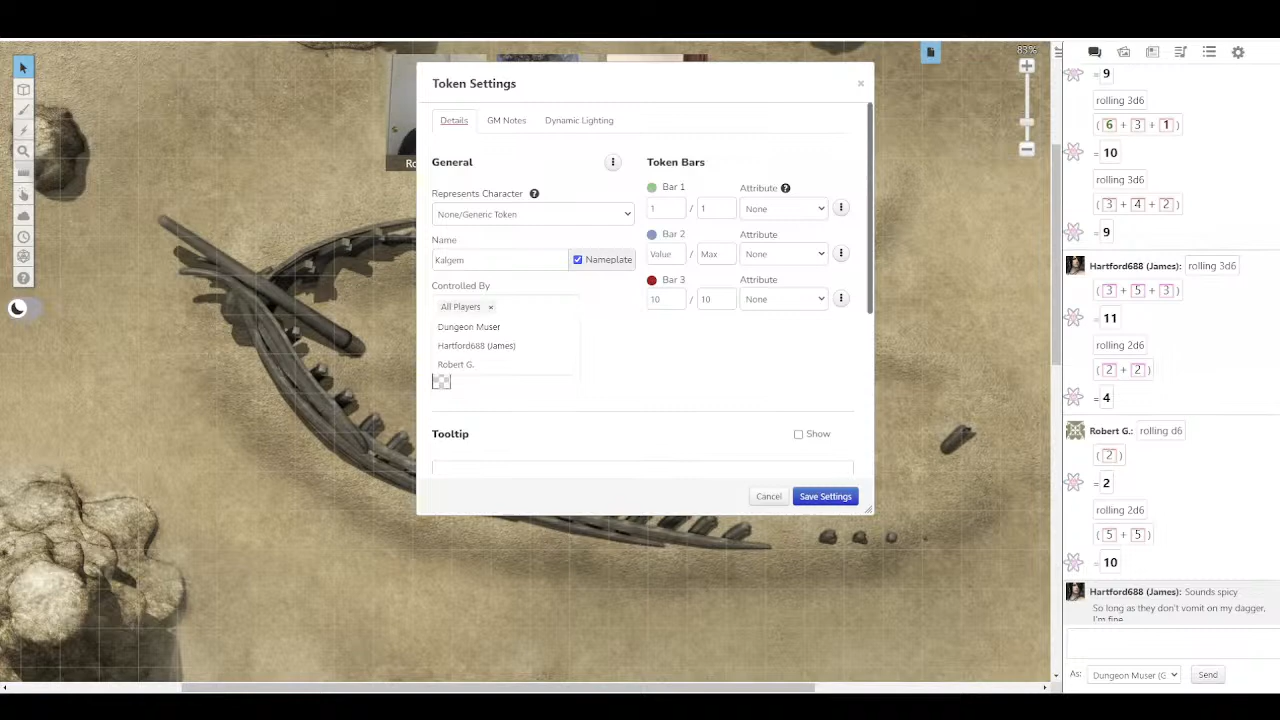 83%
Token Settings
×
Details
GM Notes
Dynamic Lighting
General
Represents Character ?
None/Generic Token
Name
Kalgem
Nameplate
Controlled By
All Players ×
Dungeon Muser
Hartford688 (James)
Robert G.
Token Bars
Bar 1
Attribute ?
1 / 1
None
Bar 2
Attribute
Value / Max
None
Bar 3
Attribute
10 / 10
None
Tooltip
Show
Cancel
Save Settings
Ro
= 9
rolling 3d6
( 6 + 3 + 1 )
= 10
rolling 3d6
( 3 + 4 + 2 )
= 9
Hartford688 (James): rolling 3d6
( 3 + 5 + 3 )
= 11
rolling 2d6
( 2 + 2 )
= 4
Robert G.: rolling d6
( 2 )
= 2
rolling 2d6
( 5 + 5 )
= 10
Hartford688 (James): Sounds spicy
So long as they don't vomit on my dagger,
I'm fine
As: Dungeon Muser (G
Send